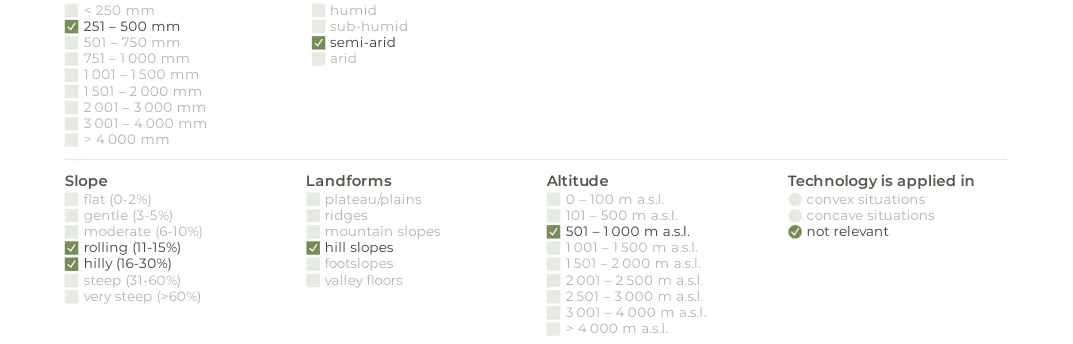 < 250 mm
251 – 500 mm
501 – 750 mm
751 – 1 000 mm
1 001 – 1 500 mm
1 501 – 2 000 mm
2 001 – 3 000 mm
3 001 – 4 000 mm
> 4 000 mm
humid
sub-humid
semi-arid
arid
Slope
flat (0-2%)
gentle (3-5%)
moderate (6-10%)
rolling (11-15%)
hilly (16-30%)
steep (31-60%)
very steep (>60%)
Landforms
plateau/plains
ridges
mountain slopes
hill slopes
footslopes
valley floors
Altitude
0 – 100 m a.s.l.
101 – 500 m a.s.l.
501 – 1 000 m a.s.l.
1 001 – 1 500 m a.s.l.
1 501 – 2 000 m a.s.l.
2 001 – 2 500 m a.s.l.
2 501 – 3 000 m a.s.l.
3 001 – 4 000 m a.s.l.
> 4 000 m a.s.l.
Technology is applied in
convex situations
concave situations
not relevant